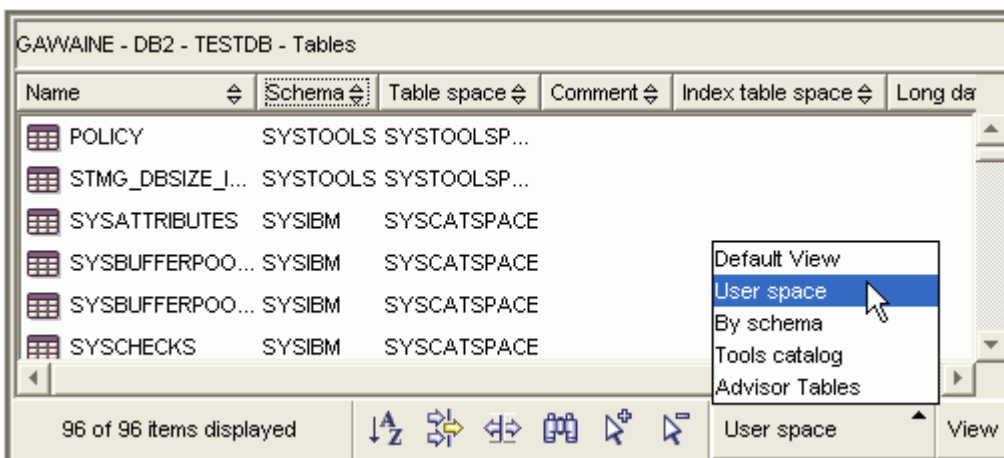 GAWAINE - DB2 - TESTDB - Tables
Name Schema Table space Comment Index table space Long dat
POLICY SYSTOOLS SYSTOOLSP...
STMG_DBSIZE_I... SYSTOOLS SYSTOOLSP...
SYSATTRIBUTES SYSIBM SYSCATSPACE
SYSBUFFERPOO... SYSIBM SYSCATSPACE
SYSBUFFERPOO... SYSIBM SYSCATSPACE
SYSCHECKS SYSIBM SYSCATSPACE
Default View
User space
By schema
Tools catalog
Advisor Tables
96 of 96 items displayed A Z User space View